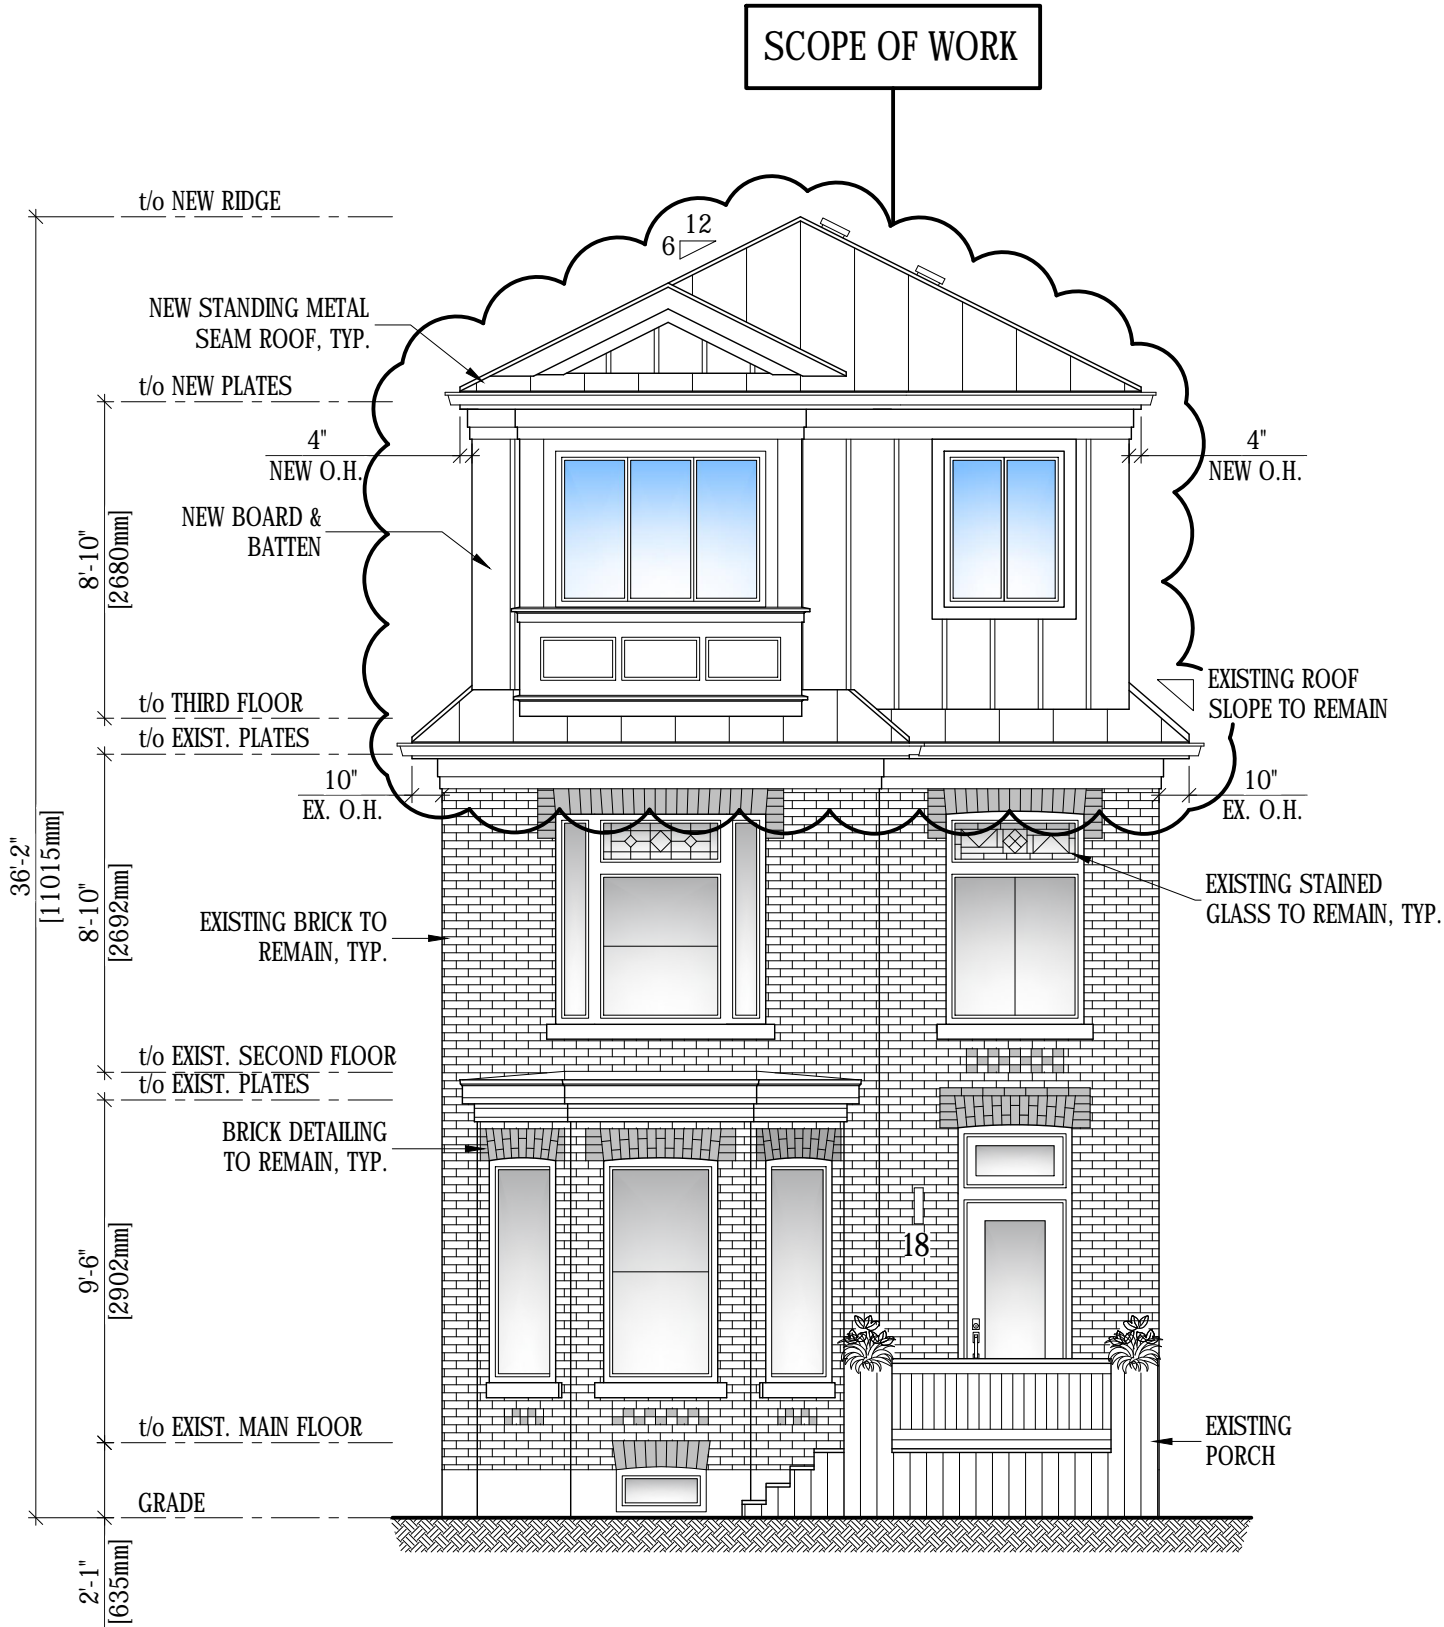 SCOPE OF WORK
t/o NEW RIDGE
12
6
NEW STANDING METAL
SEAM ROOF, TYP.
t/o NEW PLATES
4"
NEW O.H.
4"
NEW O.H.
NEW BOARD &
BATTEN
8'-10"
[2680mm]
EXISTING ROOF
SLOPE TO REMAIN
t/o THIRD FLOOR
t/o EXIST. PLATES
10"
EX. O.H.
10"
EX. O.H.
36'-2"
[11015mm]
8'-10"
[2692mm]
EXISTING STAINED
GLASS TO REMAIN, TYP.
EXISTING BRICK TO
REMAIN, TYP.
t/o EXIST. SECOND FLOOR
t/o EXIST. PLATES
BRICK DETAILING
TO REMAIN, TYP.
9'-6"
[2902mm]
18
t/o EXIST. MAIN FLOOR
EXISTING
PORCH
GRADE
2'-1"
[635mm]